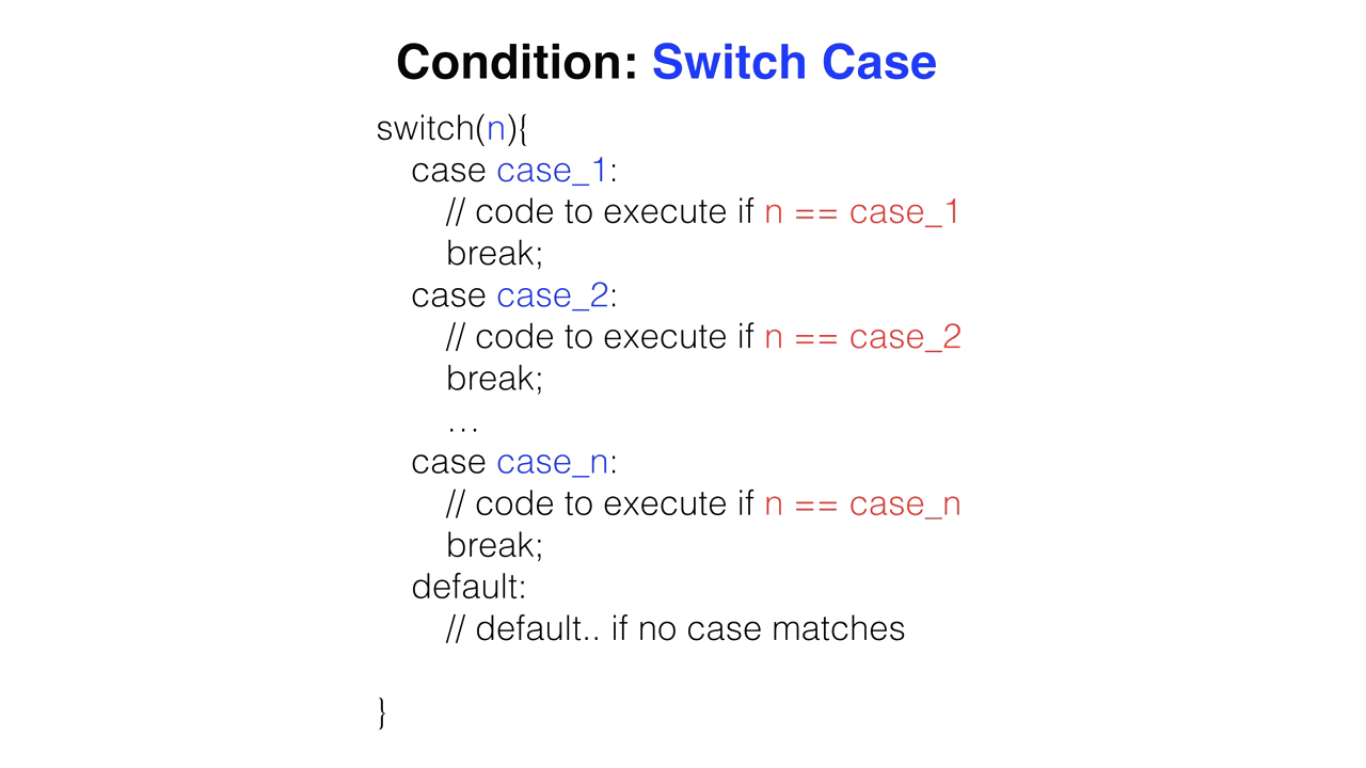 Condition: Switch Case
switch(n){
case case_1:
// code to execute if n == case_1
break;
case case_2:
// code to execute if n == case_2
break;
...
case case_n:
// code to execute if n == case_n
break;
default:
// default.. if no case matches
}